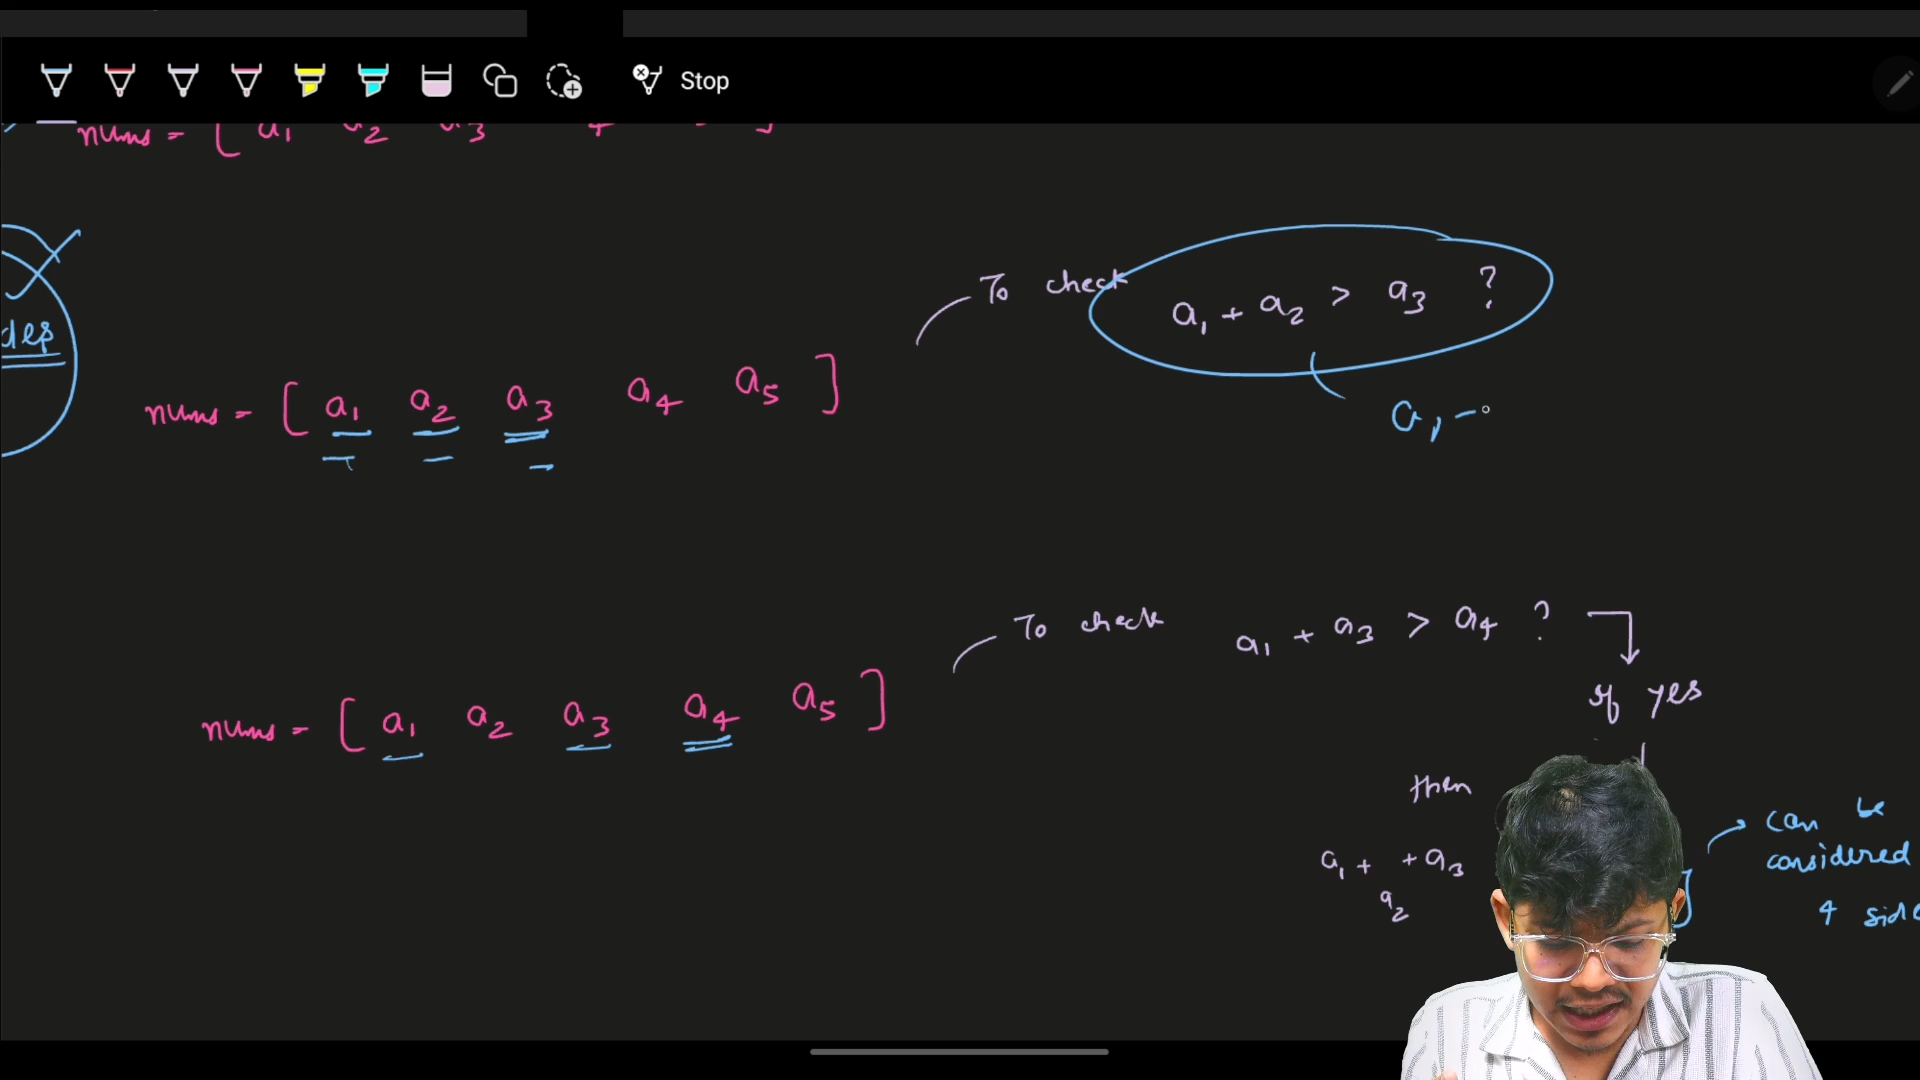 Stop
nums = [ a1 a2 a3
To check a1 + a2 > a3 ?
des
nums = [ a1 a2 a3 a4 a5 ]
a1
To check a1 + a3 > a4 ?
if yes
nums = [ a1 a2 a3 a4 a5 ]
then
can be
a1 + a2 + a3
considered
4 side